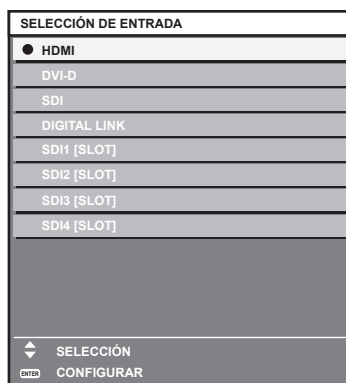 SELECCIÓN DE ENTRADA
HDMI
DVI-D
SDI
DIGITAL LINK
SDI1 [SLOT]
SDI2 [SLOT]
SDI3 [SLOT]
SDI4 [SLOT]
SELECCIÓN
ENTER CONFIGURAR